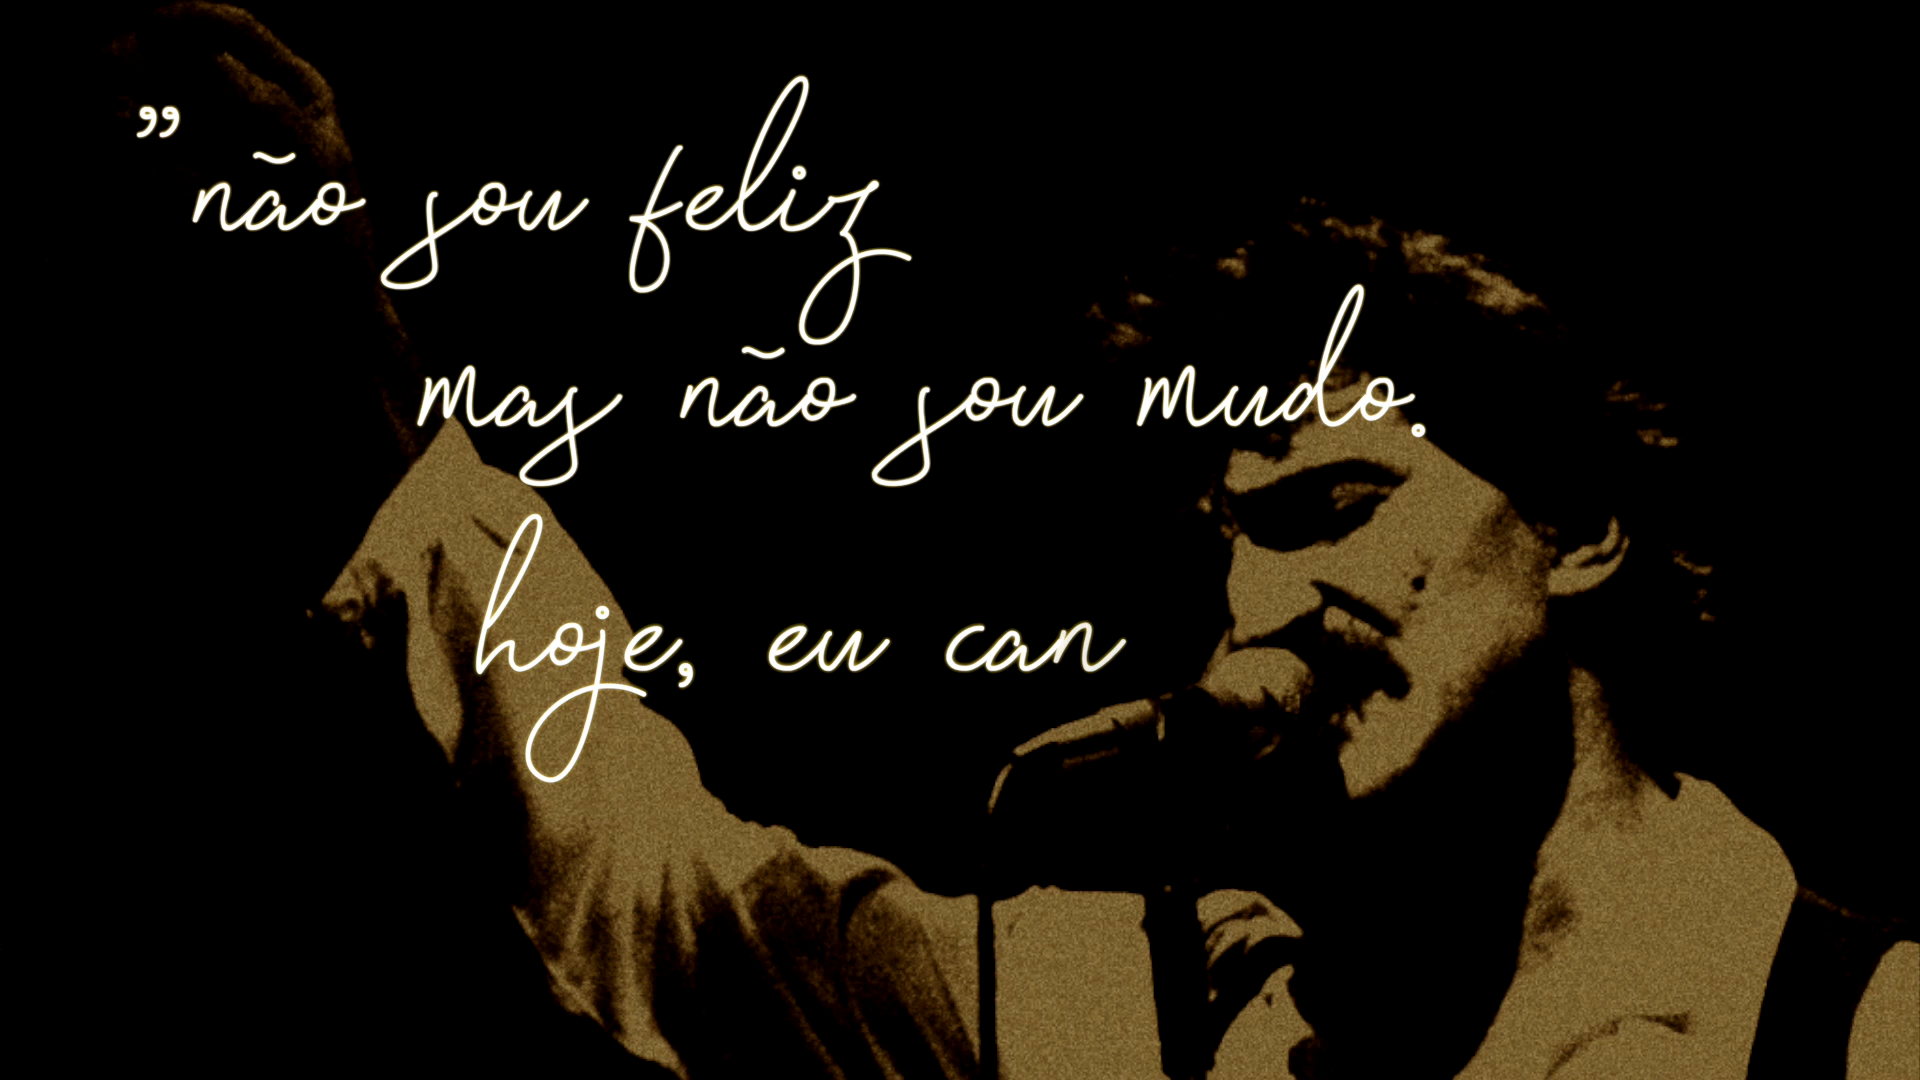 ” não sou feliz
mas não sou mudo.
hoje, eu can